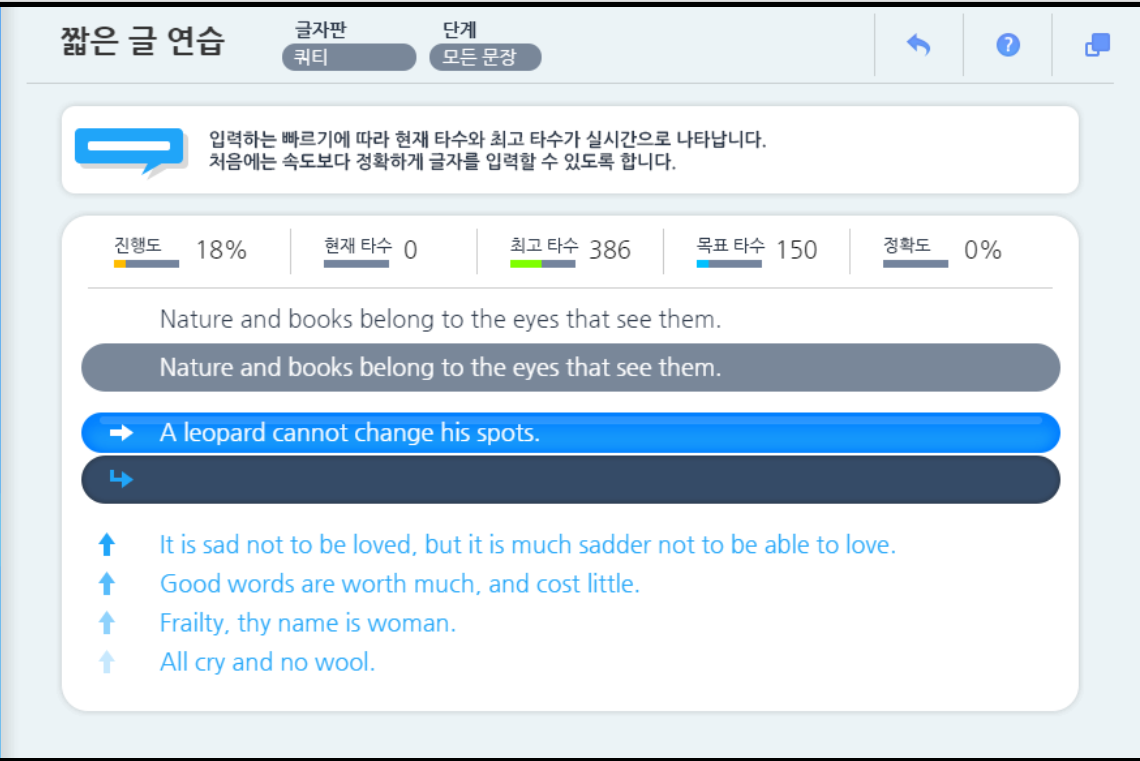 짧은 글 연습
글자판
쿼티
단계
모든 문장
?
입력하는 빠르기에 따라 현재 타수와 최고 타수가 실시간으로 나타납니다.
처음에는 속도보다 정확하게 글자를 입력할 수 있도록 합니다.
진행도 18% 현재 타수 0 최고 타수 386 목표 타수 150 정확도 0%
Nature and books belong to the eyes that see them.
Nature and books belong to the eyes that see them.
A leopard cannot change his spots.
It is sad not to be loved, but it is much sadder not to be able to love.
Good words are worth much, and cost little.
Frailty, thy name is woman.
All cry and no wool.